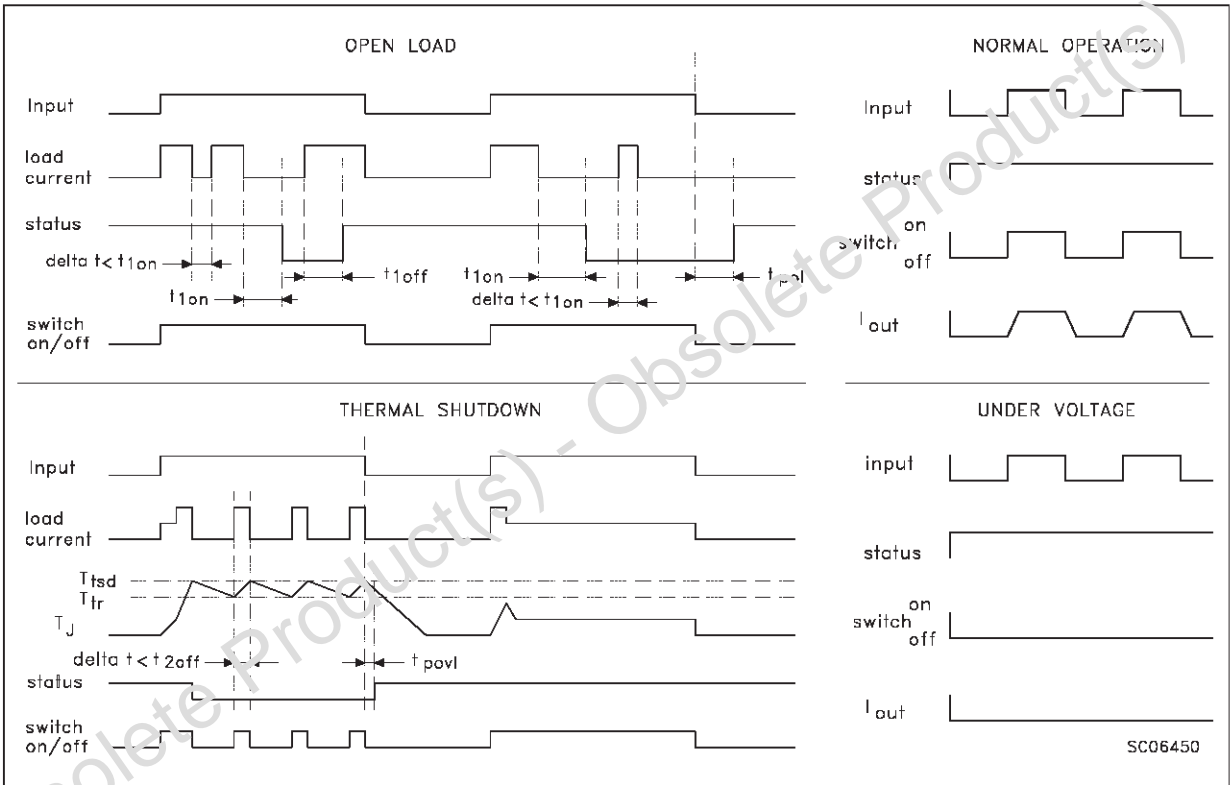 OPEN LOAD
Input
load
current
status
delta t< t1on
t1on
t1off
t1on
delta t< t1on
tpol
switch
on/off
NORMAL OPERATION
Input
status
switch on
off
Iout
THERMAL SHUTDOWN
Input
load
current
Ttsd
Ttr
TJ
delta t< t2off
tpovl
status
switch
on/off
UNDER VOLTAGE
input
status
switch on
off
Iout
SC06450
Obsolete Product(s) - Obsolete Product(s)